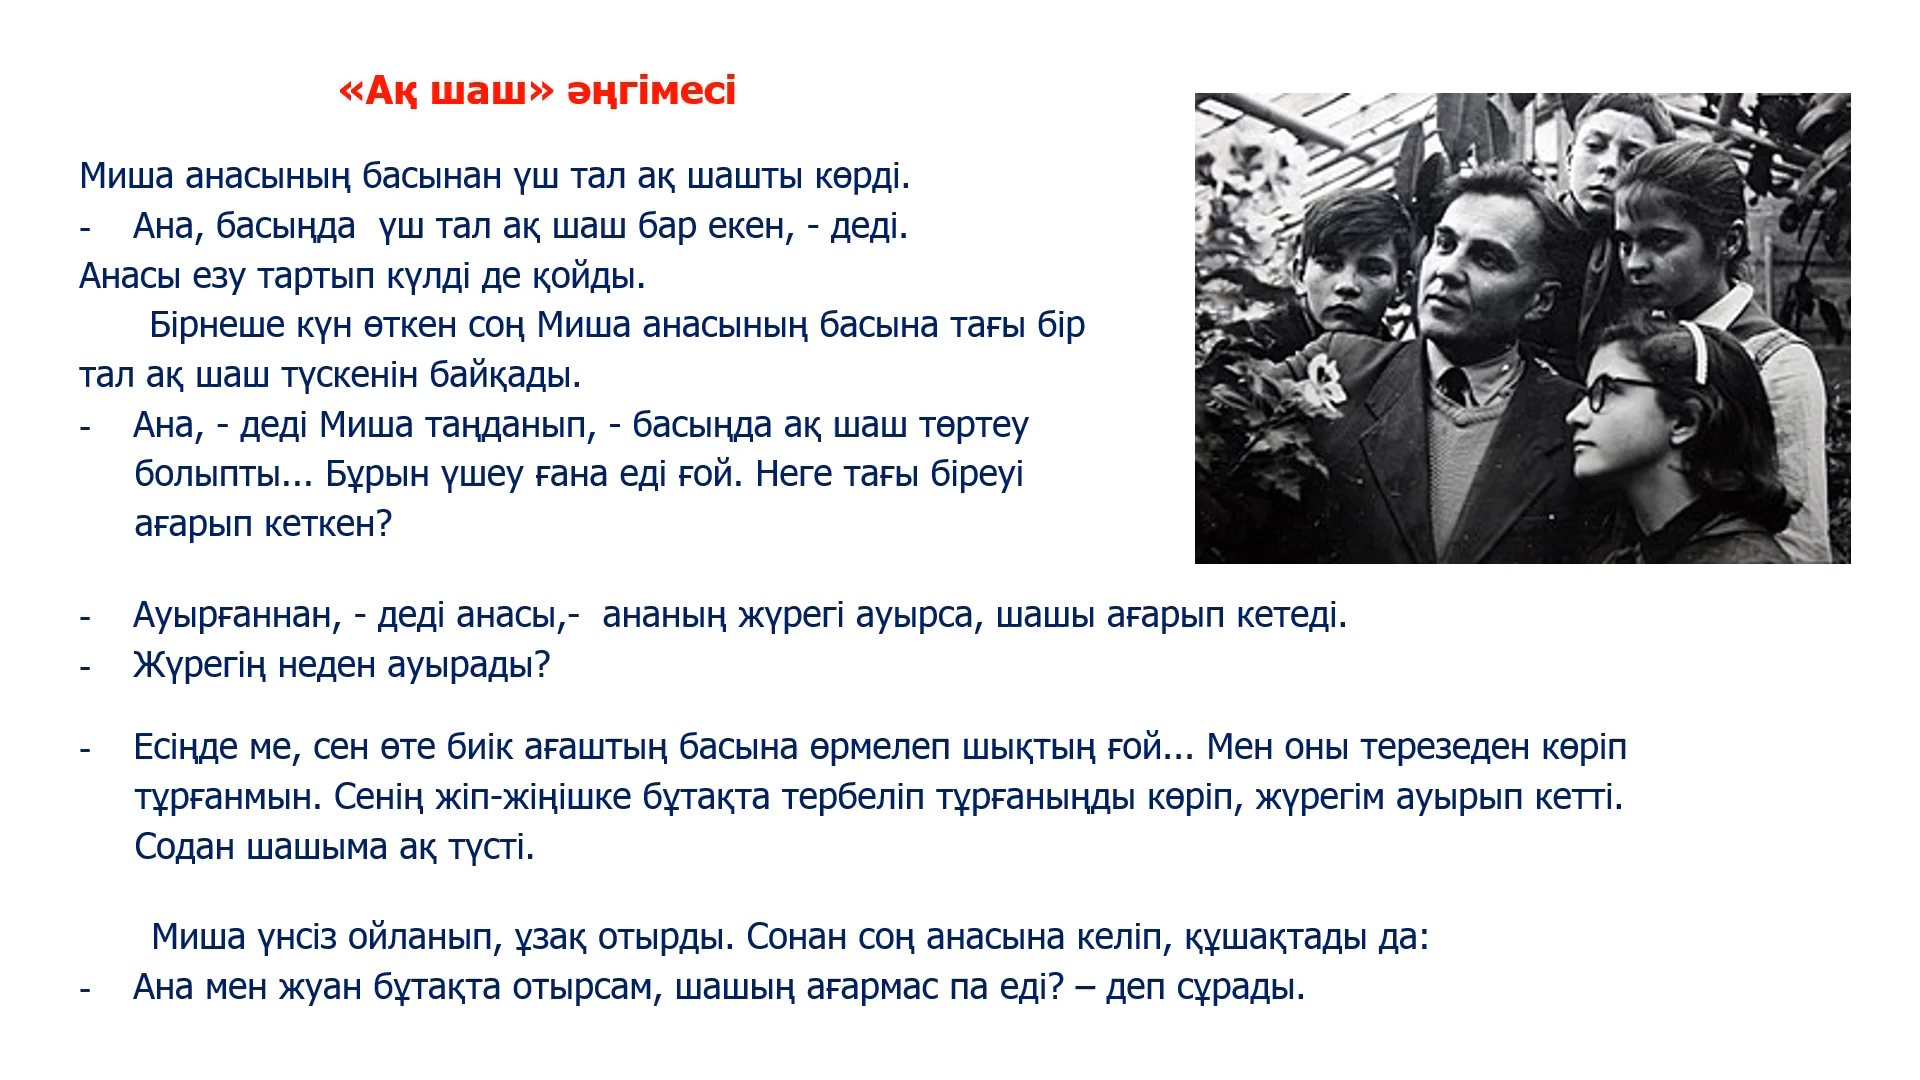 «Ақ шаш» әңгімесі
Миша анасының басынан үш тал ақ шашты көрді.
- Ана, басыңда  үш тал ақ шаш бар екен, - деді.
Анасы езу тартып күлді де қойды.
Бірнеше күн өткен соң Миша анасының басына тағы бір
тал ақ шаш түскенін байқады.
- Ана, - деді Миша таңданып, - басыңда ақ шаш төртеу
болыпты... Бұрын үшеу ғана еді ғой. Неге тағы біреуі
ағарып кеткен?
- Ауырғаннан, - деді анасы,-  ананың жүрегі ауырса, шашы ағарып кетеді.
- Жүрегің неден ауырады?
- Есіңде ме, сен өте биік ағаштың басына өрмелеп шықтың ғой... Мен оны терезеден көріп
тұрғанмын. Сенің жіп-жіңішке бұтақта тербеліп тұрғаныңды көріп, жүрегім ауырып кетті.
Содан шашыма ақ түсті.
Миша үнсіз ойланып, ұзақ отырды. Сонан соң анасына келіп, құшақтады да:
- Ана мен жуан бұтақта отырсам, шашың ағармас па еді? – деп сұрады.